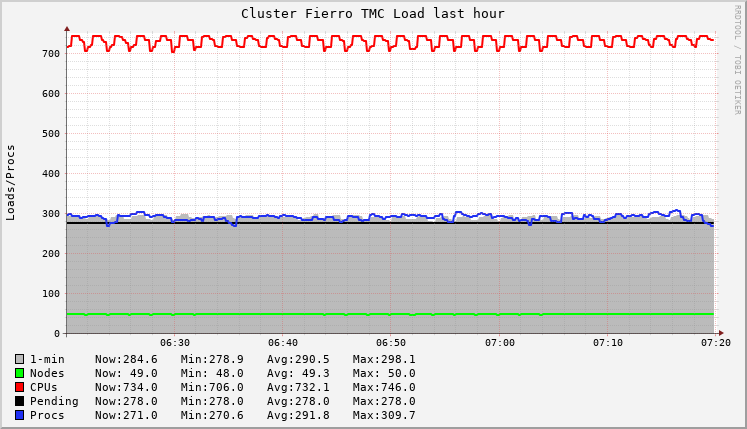 Cluster Fierro TMC Load last hour
RRDTOOL / TOBI OETIKER
Loads/Procs
700
600
500
400
300
200
100
0
06:30 06:40 06:50 07:00 07:10 07:20
1-min Now:284.6 Min:278.9 Avg:290.5 Max:298.1
Nodes Now: 49.0 Min: 48.0 Avg: 49.3 Max: 50.0
CPUs Now:734.0 Min:706.0 Avg:732.1 Max:746.0
Pending Now:278.0 Min:278.0 Avg:278.0 Max:278.0
Procs Now:271.0 Min:270.6 Avg:291.8 Max:309.7